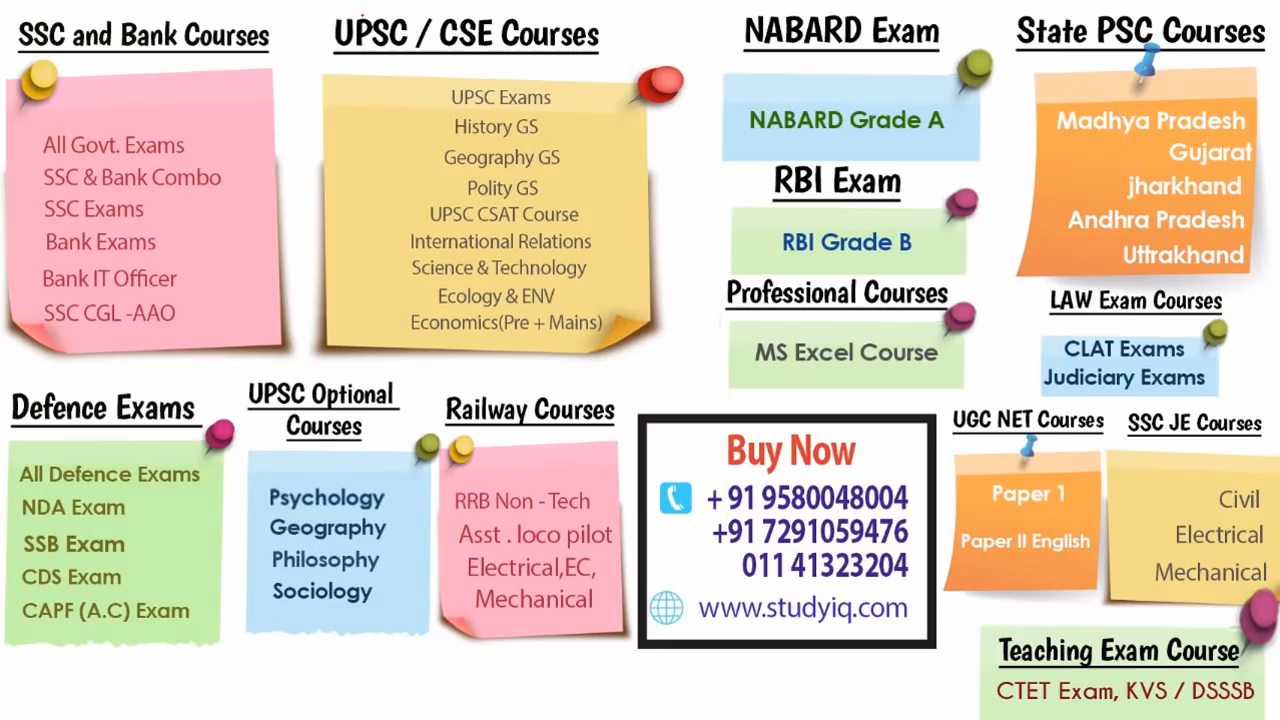 SSC and Bank Courses
All Govt. Exams
SSC & Bank Combo
SSC Exams
Bank Exams
Bank IT Officer
SSC CGL -AAO
UPSC / CSE Courses
UPSC Exams
History GS
Geography GS
Polity GS
UPSC CSAT Course
International Relations
Science & Technology
Ecology & ENV
Economics(Pre + Mains)
NABARD Exam
NABARD Grade A
RBI Exam
RBI Grade B
Professional Courses
MS Excel Course
State PSC Courses
Madhya Pradesh
Gujarat
jharkhand
Andhra Pradesh
Uttrakhand
LAW Exam Courses
CLAT Exams
Judiciary Exams
Defence Exams
All Defence Exams
NDA Exam
SSB Exam
CDS Exam
CAPF (A.C) Exam
UPSC Optional
Courses
Psychology
Geography
Philosophy
Sociology
Railway Courses
RRB Non - Tech
Asst . loco pilot
Electrical,EC,
Mechanical
Buy Now
+ 91 9580048004
+91 7291059476
011 41323204
www.studyiq.com
UGC NET Courses
Paper 1
Paper II English
SSC JE Courses
Civil
Electrical
Mechanical
Teaching Exam Course
CTET Exam, KVS / DSSSB